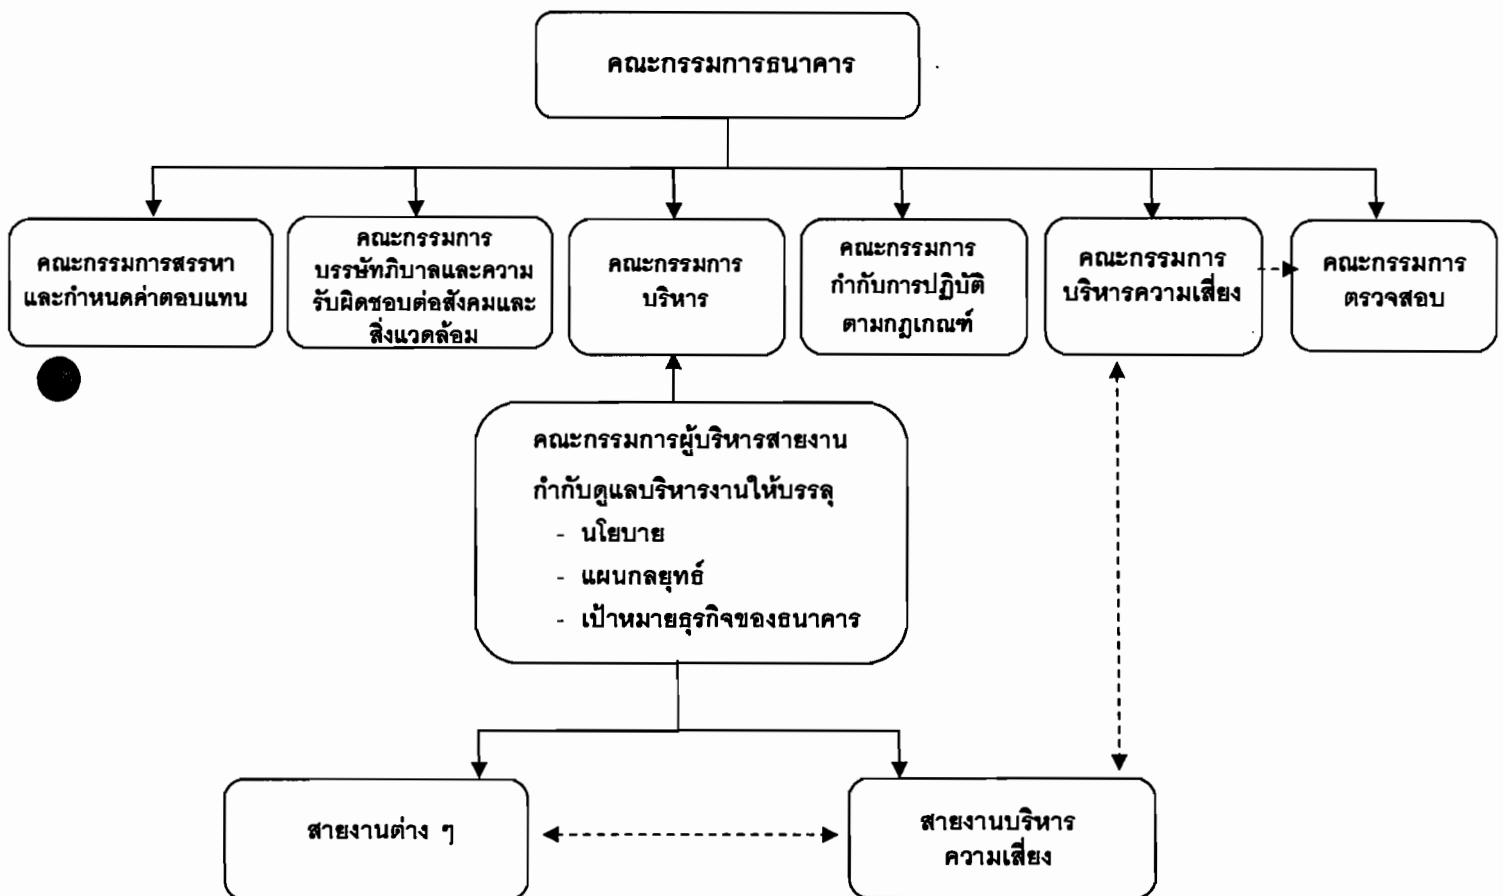 คณะกรรมการธนาคาร
คณะกรรมการสรรหา
และกำหนดค่าตอบแทน
คณะกรรมการ
บรรษัทภิบาลและความ
รับผิดชอบต่อสังคมและ
สิ่งแวดล้อม
คณะกรรมการ
บริหาร
คณะกรรมการ
กำกับการปฏิบัติ
ตามกฎเกณฑ์
คณะกรรมการ
บริหารความเสี่ยง
คณะกรรมการ
ตรวจสอบ
คณะกรรมการผู้บริหารสายงาน
กำกับดูแลบริหารงานให้บรรลุ
- นโยบาย
- แผนกลยุทธ์
- เป้าหมายธุรกิจของธนาคาร
สายงานต่าง ๆ
สายงานบริหาร
ความเสี่ยง